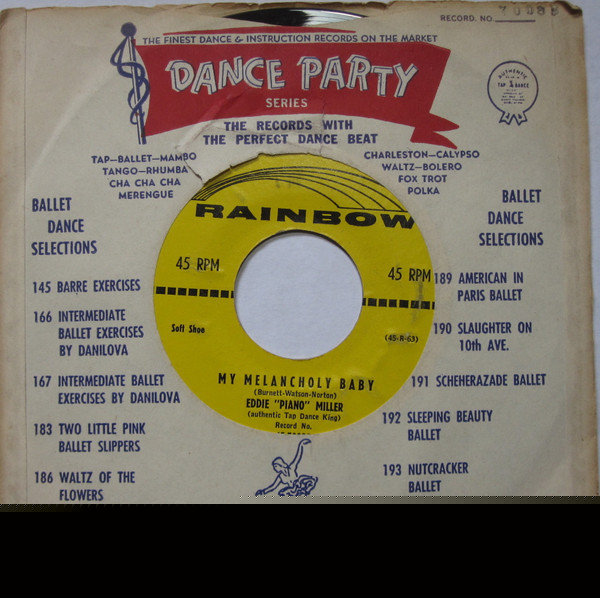 RECORD. NO.
THE FINEST DANCE & INSTRUCTION RECORDS ON THE MARKET
DANCE PARTY
SERIES
THE RECORDS WITH
THE PERFECT DANCE BEAT
AUTHENTIC
TAP DANCE
TAP—BALLET—MAMBO
TANGO—RHUMBA
CHA CHA CHA
MERENGUE
CHARLESTON—CALYPSO
WALTZ—BOLERO
FOX TROT
POLKA
BALLET
DANCE
SELECTIONS
145 BARRE EXERCISES
166 INTERMEDIATE
BALLET EXERCISES
BY DANILOVA
167 INTERMEDIATE BALLET
EXERCISES BY DANILOVA
183 TWO LITTLE PINK
BALLET SLIPPERS
186 WALTZ OF THE
FLOWERS
RAINBOW
45 RPM
45 RPM
Soft Shoe
(45-R-63)
MY MELANCHOLY BABY
(Burnett-Watson-Norton)
EDDIE "PIANO" MILLER
(authentic Tap Dance King)
Record No.
BALLET
DANCE
SELECTIONS
189 AMERICAN IN
PARIS BALLET
190 SLAUGHTER ON
10th AVE.
191 SCHEHERAZADE BALLET
192 SLEEPING BEAUTY
BALLET
193 NUTCRACKER
BALLET